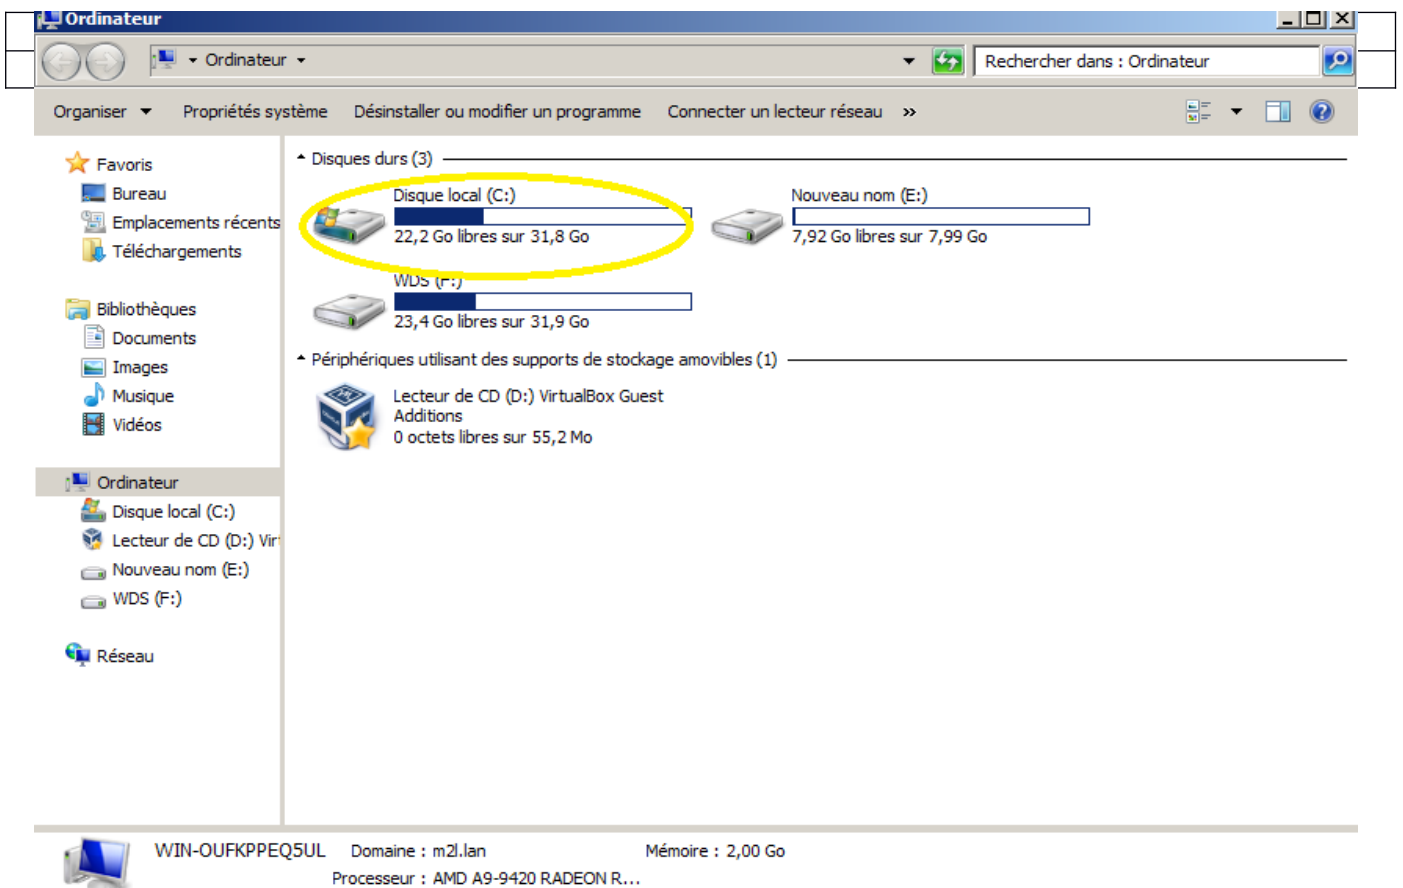 Ordinateur
Ordinateur
Rechercher dans : Ordinateur
Organiser Propriétés système Désinstaller ou modifier un programme Connecter un lecteur réseau »
Favoris
Bureau
Emplacements récents
Téléchargements
Bibliothèques
Documents
Images
Musique
Vidéos
Ordinateur
Disque local (C:)
Lecteur de CD (D:) Vir
Nouveau nom (E:)
WDS (F:)
Réseau
Disques durs (3)
Disque local (C:)
22,2 Go libres sur 31,8 Go
Nouveau nom (E:)
7,92 Go libres sur 7,99 Go
WDS (F:)
23,4 Go libres sur 31,9 Go
Périphériques utilisant des supports de stockage amovibles (1)
Lecteur de CD (D:) VirtualBox Guest
Additions
0 octets libres sur 55,2 Mo
WIN-OUFKPPEQ5UL Domaine : m2l.lan Mémoire : 2,00 Go
Processeur : AMD A9-9420 RADEON R...